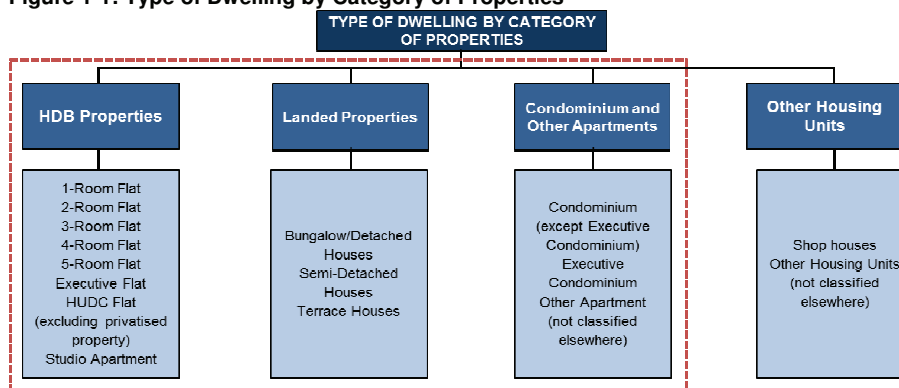 Figure 1-1: Type of Dwelling by Category of Properties
TYPE OF DWELLING BY CATEGORY
OF PROPERTIES
HDB Properties
1-Room Flat
2-Room Flat
3-Room Flat
4-Room Flat
5-Room Flat
Executive Flat
HUDC Flat
(excluding privatised
property)
Studio Apartment
Landed Properties
Bungalow/Detached
Houses
Semi-Detached
Houses
Terrace Houses
Condominium and
Other Apartments
Condominium
(except Executive
Condominium)
Executive
Condominium
Other Apartment
(not classified
elsewhere)
Other Housing
Units
Shop houses
Other Housing Units
(not classified
elsewhere)